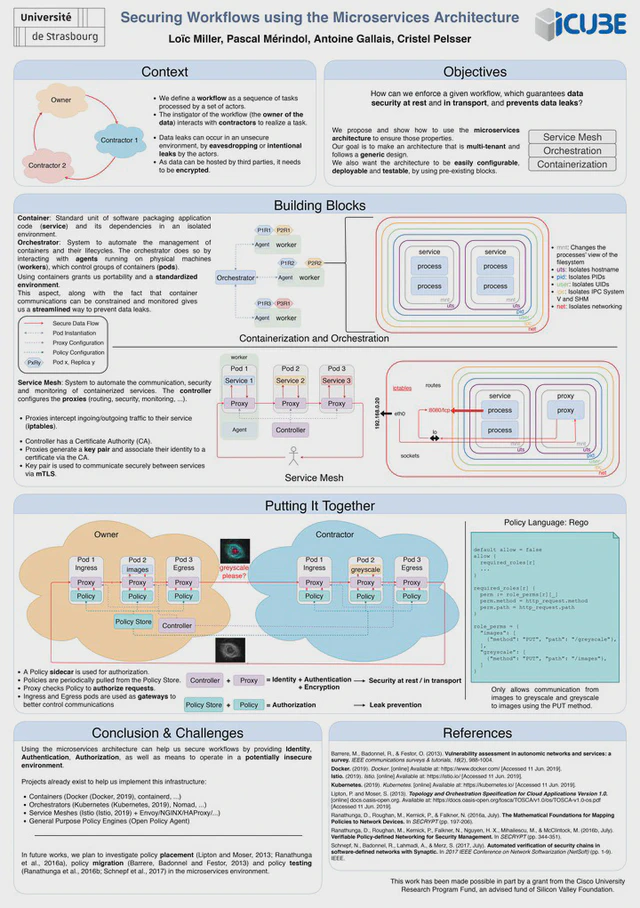 Université
de Strasbourg
Securing Workflows using the Microservices Architecture
Loïc Miller, Pascal Mérindol, Antoine Gallais, Cristel Pelsser
iCUBE
Context
Owner
Contractor 1
Contractor 2
• We define a workflow as a sequence of tasks
processed by a set of actors.
• The instigator of the workflow (the owner of the
data) interacts with contractors to realize a task.
• Data leaks can occur in an unsecure
environment, by eavesdropping or intentional
leaks by the actors.
• As data can be hosted by third parties, it needs
to be encrypted.
Objectives
How can we enforce a given workflow, which guarantees data
security at rest and in transport, and prevents data leaks?
We propose and show how to use the microservices
architecture to ensure those properties.
Our goal is to make an architecture that is multi-tenant and
follows a generic design.
We also want the architecture to be easily configurable,
deployable and testable, by using pre-existing blocks.
Service Mesh
Orchestration
Containerization
Building Blocks
Container: Standard unit of software packaging application
code (service) and its dependencies in an isolated
environment.
Orchestrator: System to automate the management of
containers and their lifecycles. The orchestrator does so by
interacting with agents running on physical machines
(workers), which control groups of containers (pods).
Using containers grants us portability and a standardized
environment.
This aspect, along with the fact that container
communications can be constrained and monitored gives
us a streamlined way to prevent data leaks.
Secure Data Flow
Pod Instantiation
Proxy Configuration
Policy Configuration
PxRy Pod x, Replica y
P1R1 P2R1
Agent worker
P1R2 P2R2
Orchestrator Agent worker
P1R3 P3R1
Agent worker
service service
process process
process process
mnt mnt
uts uts
pid
user
ipc
net
• mnt: Changes the
processes' view of the
filesystem
• uts: Isolates hostname
• pid: Isolates PIDs
• user: Isolates UIDs
• ipc: Isolates IPC System
V and SHM
• net: Isolates networking
Containerization and Orchestration
Service Mesh: System to automate the communication, security
and monitoring of containerized services. The controller
configures the proxies (routing, security, monitoring, ...).
• Proxies intercept ingoing/outgoing traffic to their service
(iptables).
• Controller has a Certificate Authority (CA).
• Proxies generate a key pair and associate their identity to a
certificate via the CA.
• Key pair is used to communicate securely between services
via mTLS.
worker
Pod 1 Pod 2 Pod 3
Service 1 Service 2 Service 3
Proxy Proxy Proxy
Agent Controller
Service Mesh
192.168.0.20
iptables
routes
etho
:8080/tcp
lo
sockets
service proxy
process proxy
process
mnt mnt
uts uts
pid
user
ipc
net
Putting It Together
Owner
Pod 1 Pod 2 Pod 3
Ingress images Egress
Proxy Proxy Proxy
Policy Policy Policy
Policy Store
Controller
greyscale
please?
Contractor
Pod 1 Pod 2 Pod 3
Ingress greyscale Egress
Proxy Proxy Proxy
Policy Policy Policy
• A Policy sidecar is used for authorization.
• Policies are periodically pulled from the Policy Store.
• Proxy checks Policy to authorize requests.
• Ingress and Egress pods are used as gateways to
better control communications
Controller + Proxy = Identity + Authentication
+ Encryption
Security at rest / in transport
Policy Store + Policy = Authorization
Leak prevention
Policy Language: Rego
default allow = false
allow {
required_roles[r]
...
}
required_roles[r] {
perm := role_perms[r][_]
perm.method = http_request.method
perm.path = http_request.path
}
role_perms = {
"images": [
{"method": "PUT", "path": "/greyscale"},
],
"greyscale": [
{"method": "PUT", "path": "/images"},
],
}
Only allows communication from
images to greyscale and greyscale
to images using the PUT method.
Conclusion & Challenges
Using the microservices architecture can help us secure workflows by providing Identity,
Authentication, Authorization, as well as means to operate in a potentially insecure
environment.
Projects already exist to help us implement this infrastructure:
• Containers (Docker (Docker, 2019), containerd, ...)
• Orchestrators (Kubernetes (Kubernetes, 2019), Nomad, ...)
• Service Meshes (Istio (Istio, 2019) + Envoy/NGINX/HAProxy/...)
• General Purpose Policy Engines (Open Policy Agent)
In future works, we plan to investigate policy placement (Lipton and Moser, 2013; Ranathunga
et al., 2016a), policy migration (Barrere, Badonnel and Festor, 2013) and policy testing
(Ranathunga et al., 2016b; Schnepf et al., 2017) in the microservices environment.
References
Barrere, M., Badonnel, R., & Festor, O. (2013). Vulnerability assessment in autonomic networks and services: a
survey. IEEE communications surveys & tutorials, 16(2), 988-1004.
Docker. (2019). Docker. [online] Available at: https://www.docker.com/ [Accessed 11 Jun. 2019].
Istio. (2019). Istio. [online] Available at: https://istio.io/ [Accessed 11 Jun. 2019].
Kubernetes. (2019). Kubernetes. [online] Available at: https://kubernetes.io/ [Accessed 11 Jun. 2019].
Lipton, P. and Moser, S. (2013). Topology and Orchestration Specification for Cloud Applications Version 1.0.
[online] docs.oasis-open.org. Available at: https://docs.oasis-open.org/tosca/TOSCA/v1.0/os/TOSCA-v1.0-os.pdf
[Accessed 11 Jun. 2019].
Ranathunga, D., Roughan, M., Kernick, P., & Falkner, N. (2016a, July). The Mathematical Foundations for Mapping
Policies to Network Devices. In SECRYPT (pp. 197-206).
Ranathunga, D., Roughan, M., Kernick, P., Falkner, N., Nguyen, H. X., Mihailescu, M., & McClintock, M. (2016b, July).
Verifiable Policy-defined Networking for Security Management. In SECRYPT (pp. 344-351).
Schnepf, N., Badonnel, R., Lahmadi, A., & Merz, S. (2017, July). Automated verification of security chains in
software-defined networks with Synaptic. In 2017 IEEE Conference on Network Softwarization (NetSoft) (pp. 1-9).
IEEE.
This work has been made possible in part by a grant from the Cisco University
Research Program Fund, an advised fund of Silicon Valley Foundation.